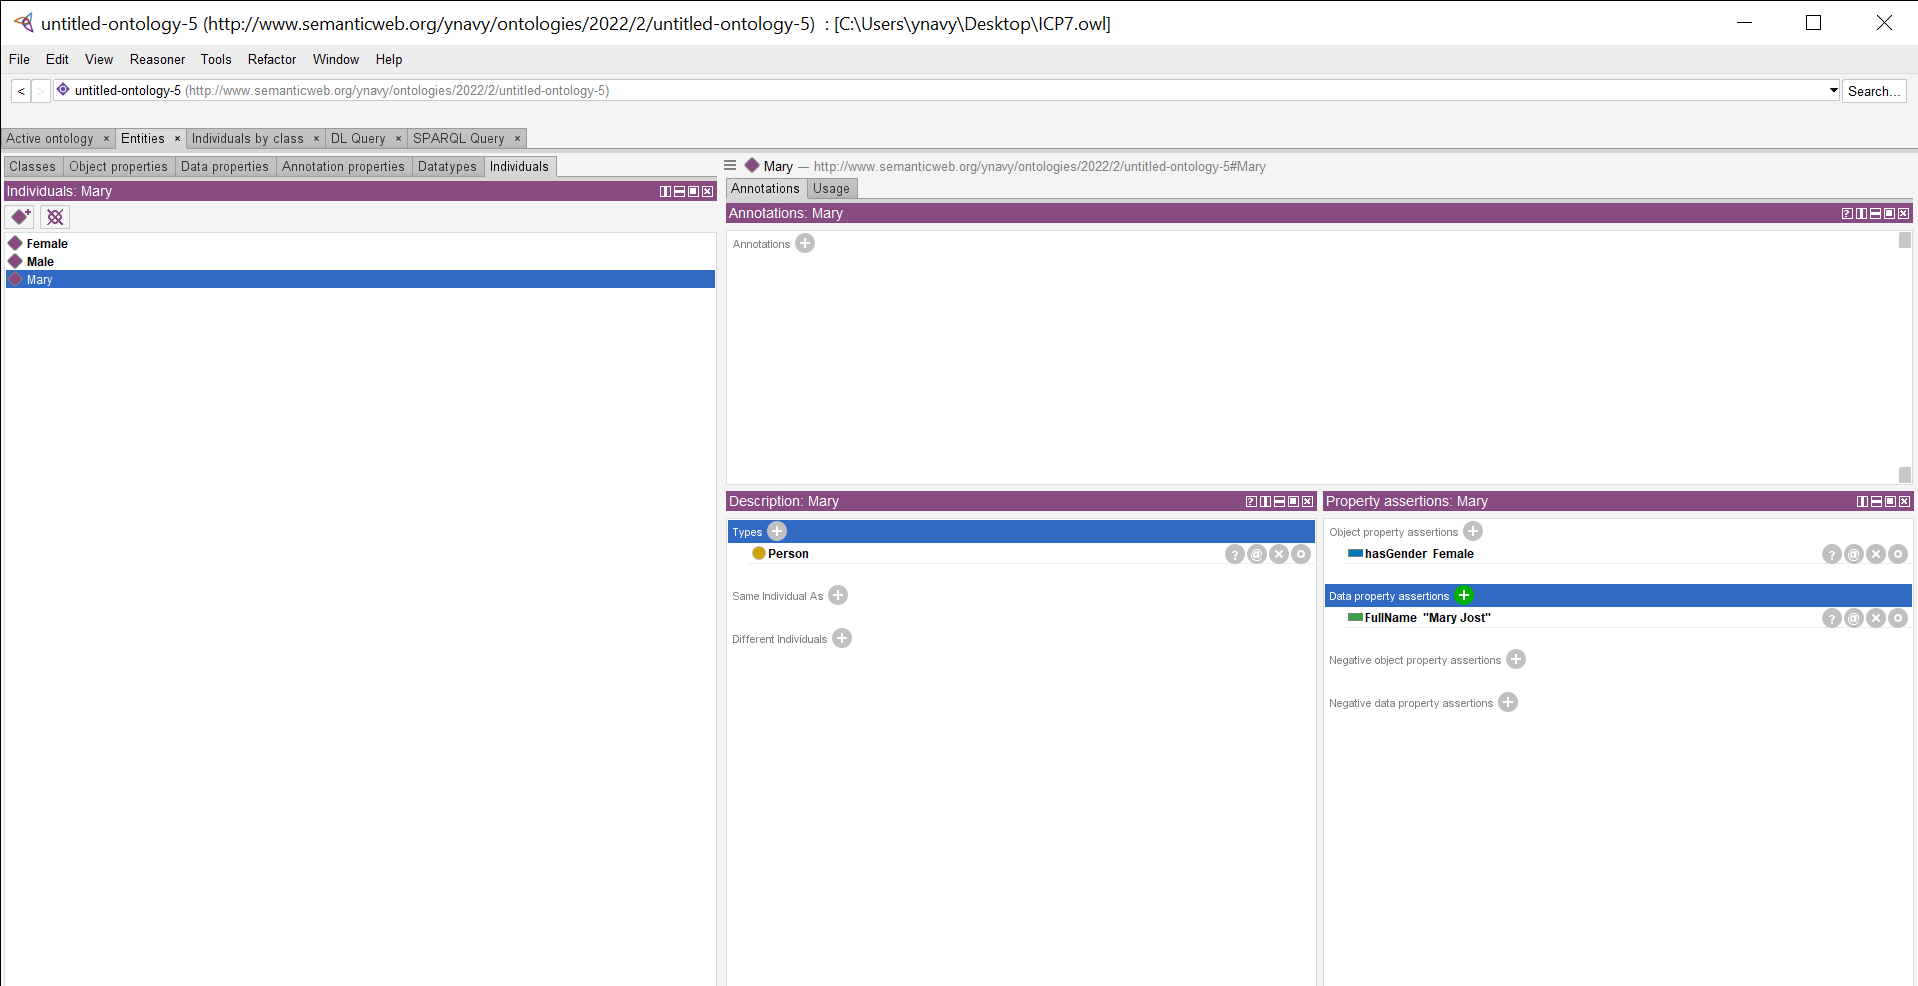 untitled-ontology-5 (http://www.semanticweb.org/ynavy/ontologies/2022/2/untitled-ontology-5)  : [C:\Users\ynavy\Desktop\ICP7.owl]
File Edit View Reasoner Tools Refactor Window Help
< > untitled-ontology-5 (http://www.semanticweb.org/ynavy/ontologies/2022/2/untitled-ontology-5) Search...
Active ontology × Entities × Individuals by class × DL Query × SPARQL Query ×
Classes Object properties Data properties Annotation properties Datatypes Individuals
Individuals: Mary
Female
Male
Mary
Mary — http://www.semanticweb.org/ynavy/ontologies/2022/2/untitled-ontology-5#Mary
Annotations Usage
Annotations: Mary
Annotations
Description: Mary
Types
Person
Same Individual As
Different Individuals
Property assertions: Mary
Object property assertions
hasGender Female
Data property assertions
FullName "Mary Jost"
Negative object property assertions
Negative data property assertions